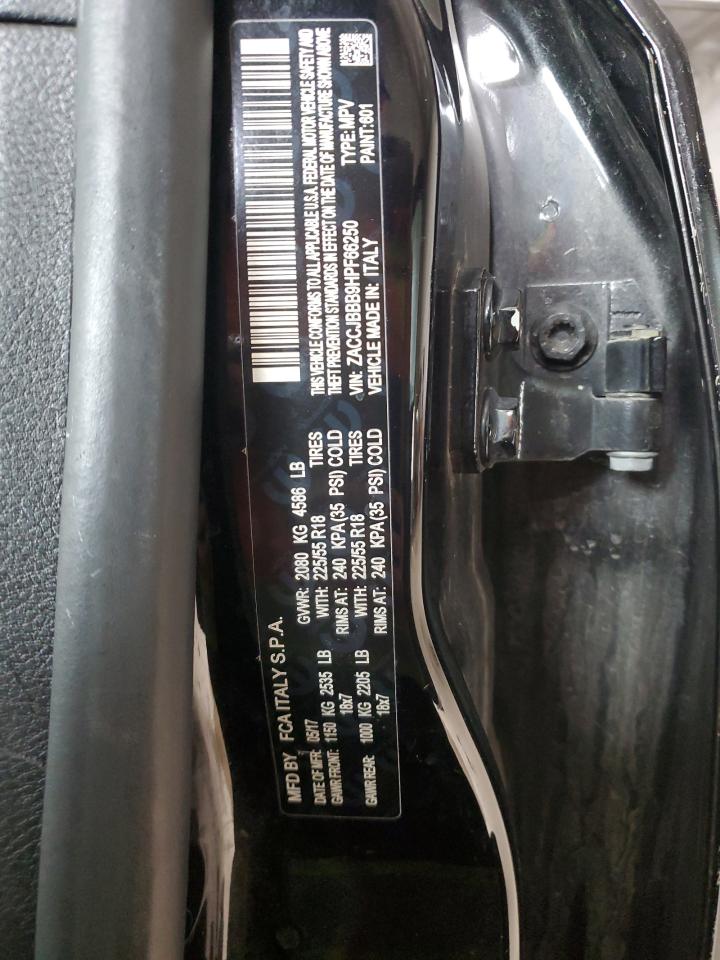 MFD BY FCA ITALY S.P.A.
DATE OF MFR: 05/17 GVWR: 2080 KG 4586 LB
GAWR FRONT: 1150 KG 2535 LB WITH: 225/55 R18 TIRES
18x7 RIMS AT: 240 KPA (35 PSI) COLD
GAWR REAR: 1000 KG 2205 LB WITH: 225/55 R18 TIRES
18x7 RIMS AT: 240 KPA (35 PSI) COLD
THIS VEHICLE CONFORMS TO ALL APPLICABLE U.S.A. FEDERAL MOTOR VEHICLE SAFETY AND
THEFT PREVENTION STANDARDS IN EFFECT ON THE DATE OF MANUFACTURE SHOWN ABOVE
VIN: ZACCJBBB9HPF66250 TYPE: MPV
VEHICLE MADE IN: ITALY PAINT: 601